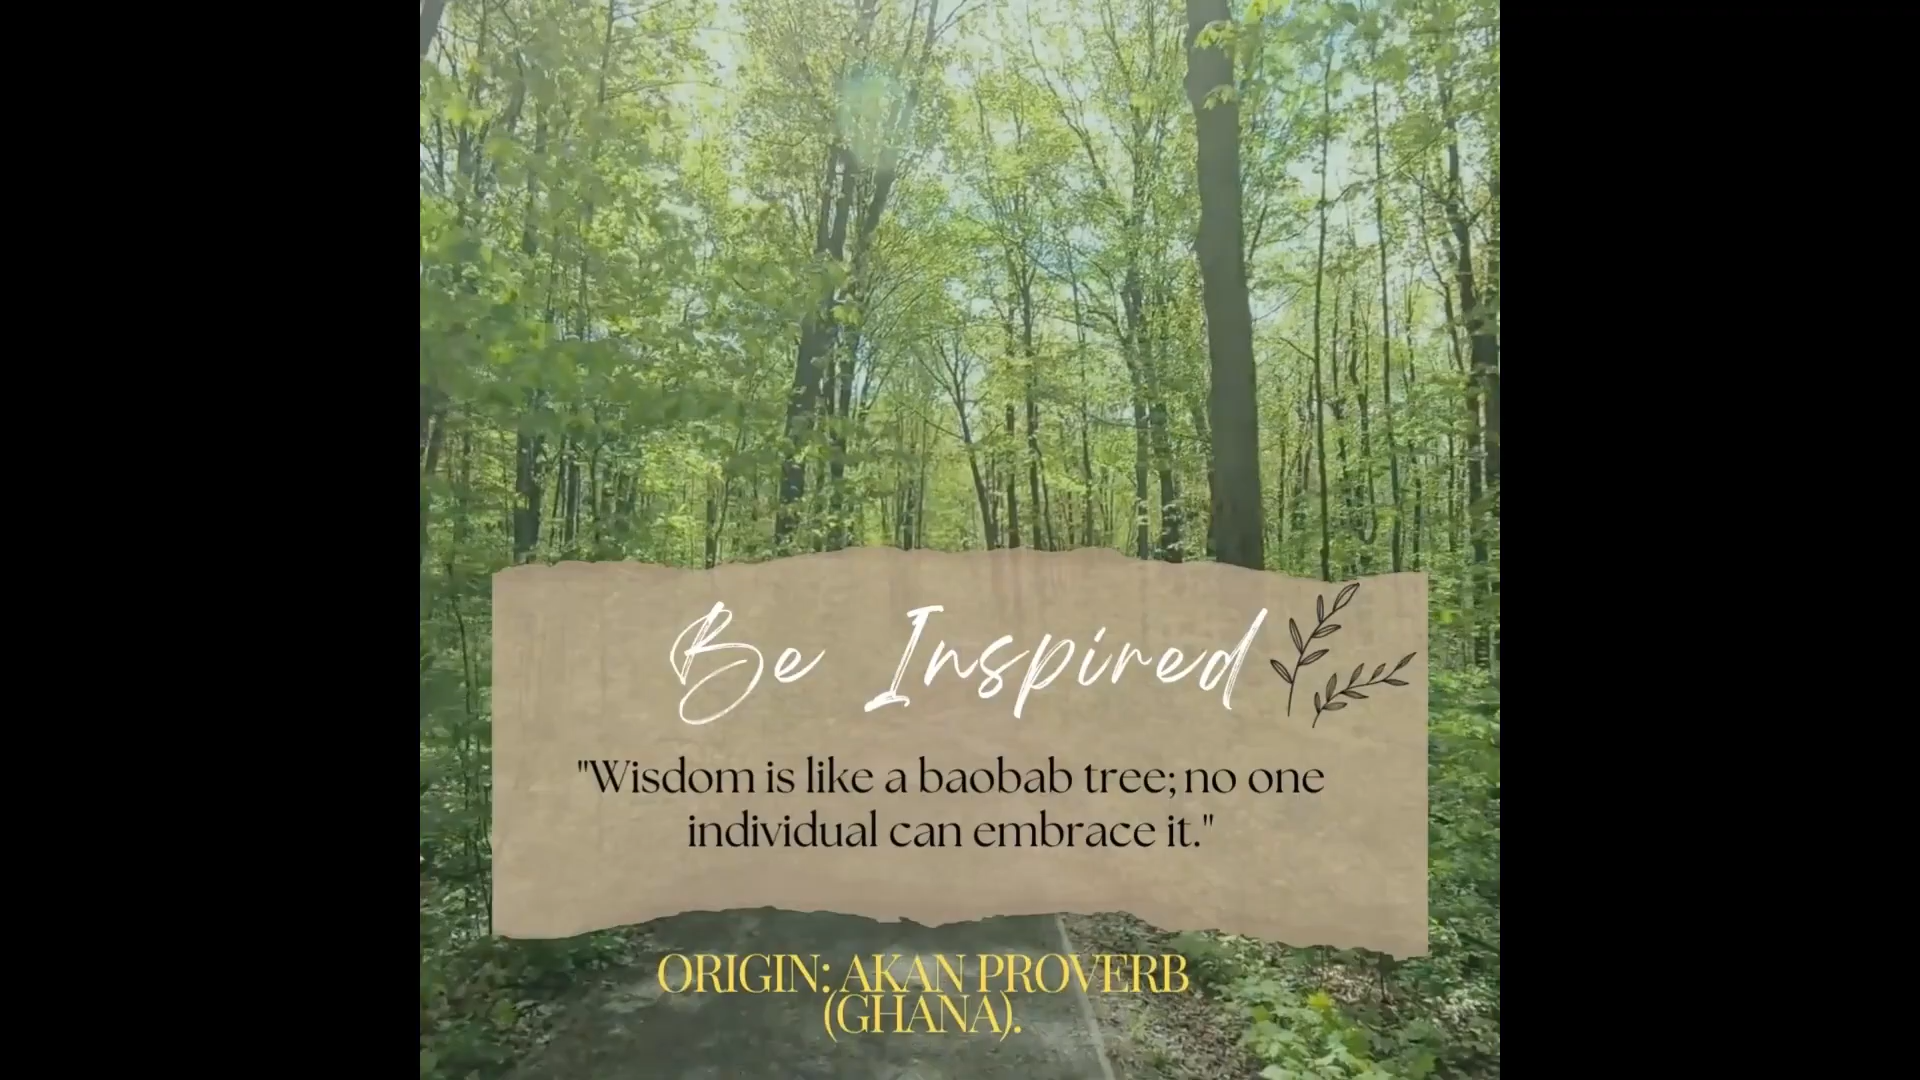 Be Inspired
"Wisdom is like a baobab tree; no one
individual can embrace it."
ORIGIN: AKAN PROVERB
(GHANA).